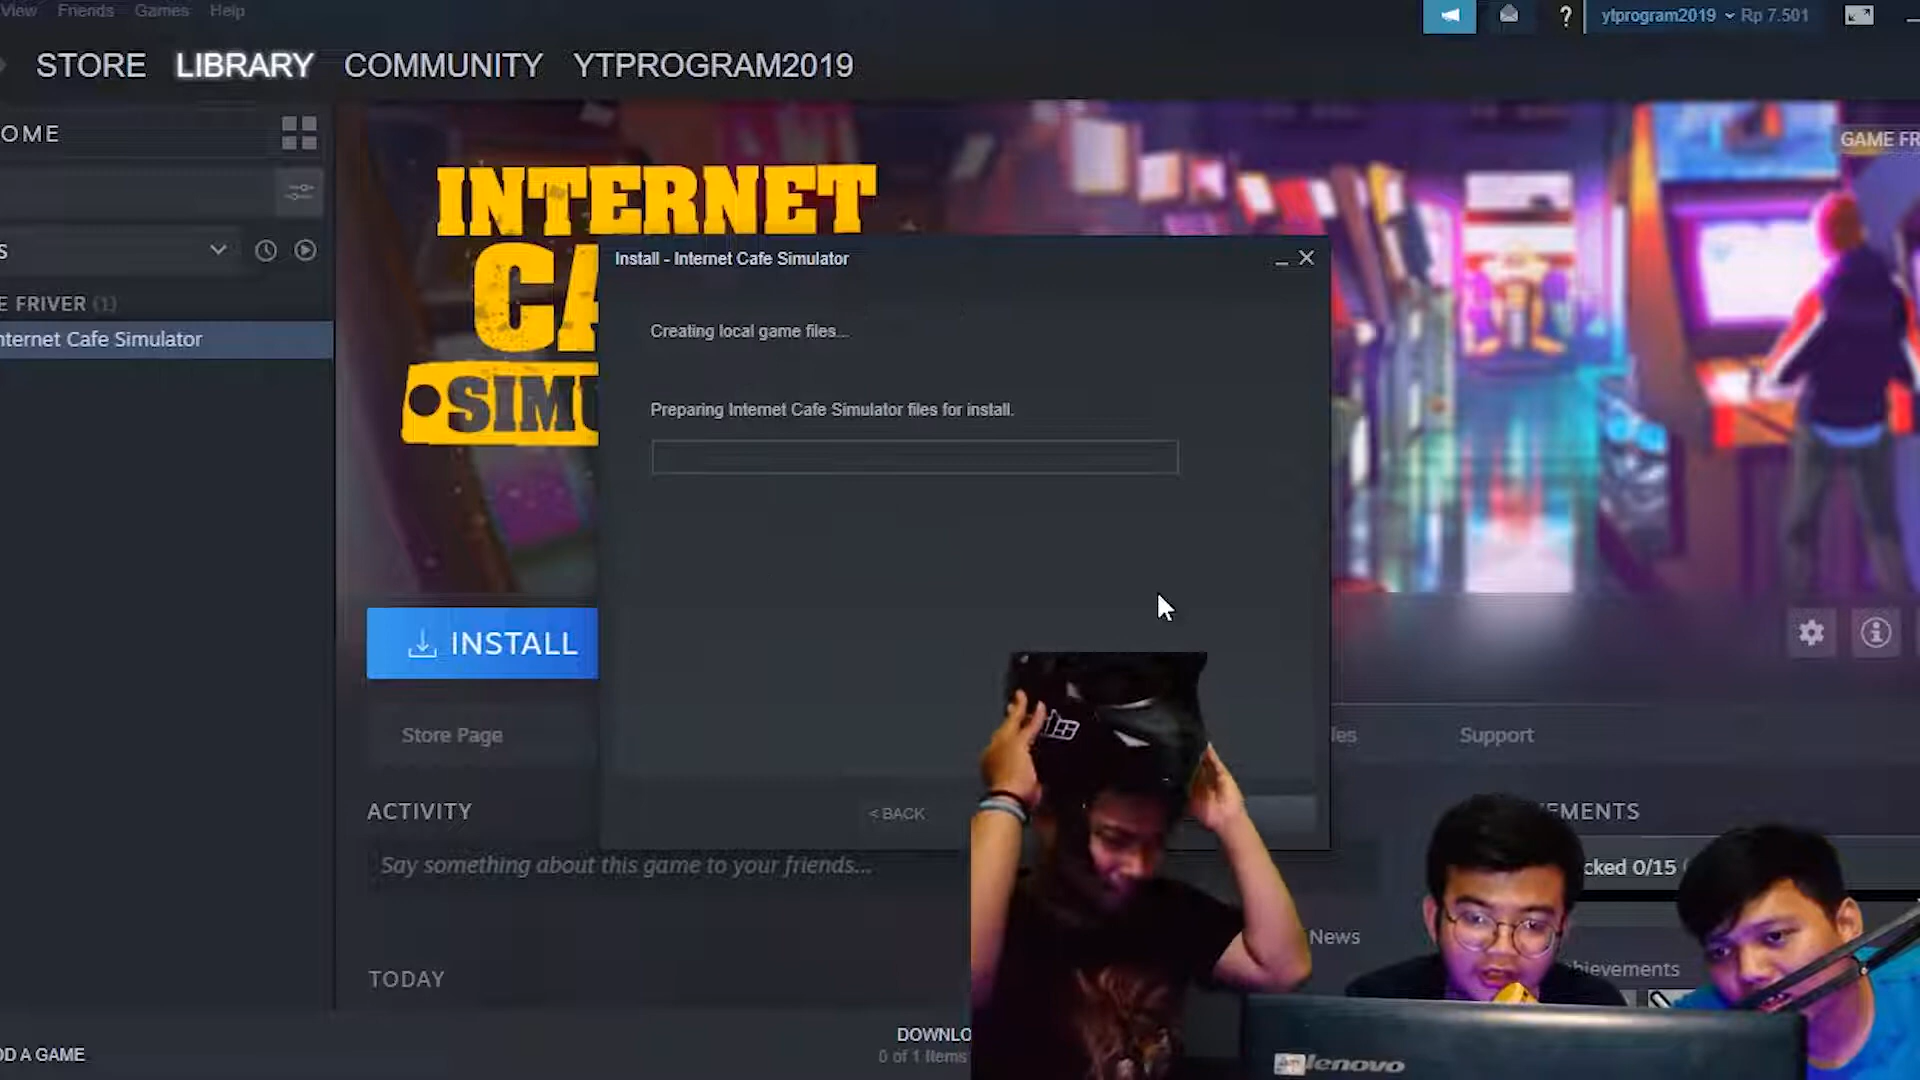 View Friends Games Help
? ytprogram2019 Rp 7.501
STORE LIBRARY COMMUNITY YTPROGRAM2019
OME
GAME FR
INTERNET
CA
SIMU
S
E FRIVER (1)
nternet Cafe Simulator
Install - Internet Cafe Simulator
Creating local game files...
Preparing Internet Cafe Simulator files for install.
INSTALL
Store Page
les
Support
< BACK
ACTIVITY
EMENTS
Say something about this game to your friends...
cked 0/15
News
hievements
TODAY
DOWNLO
0 of 1 Items
DD A GAME
lenovo